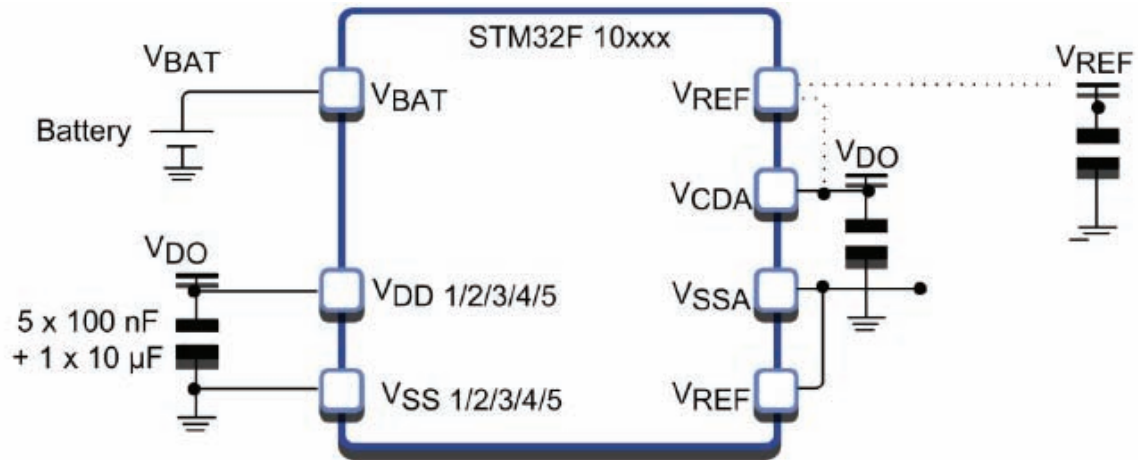 STM32F 10xxx
VBAT
Battery
VBAT
VREF
VREF
VCDA
VDO
VDO
5 x 100 nF
+ 1 x 10 µF
VDD 1/2/3/4/5
VSSA
VSS 1/2/3/4/5
VREF